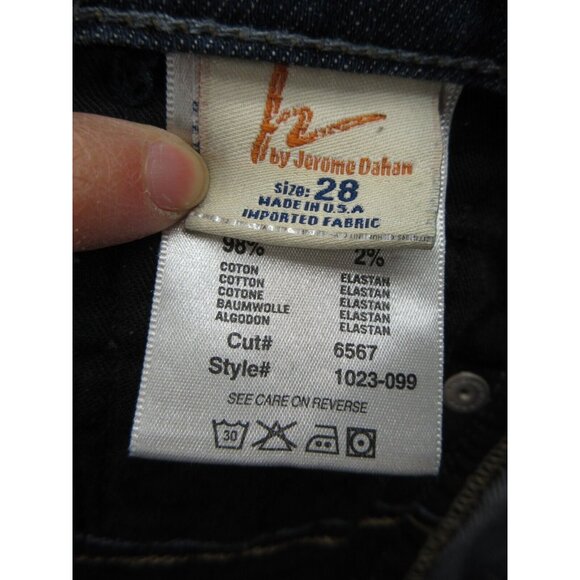 by Jerome Dahan
size: 28
MADE IN U.S.A
IMPORTED FABRIC
98% 2%
COTON ELASTAN
COTTON ELASTAN
COTONE ELASTAN
BAUMWOLLE ELASTAN
ALGODON ELASTAN
Cut# 6567
Style# 1023-099
SEE CARE ON REVERSE
30